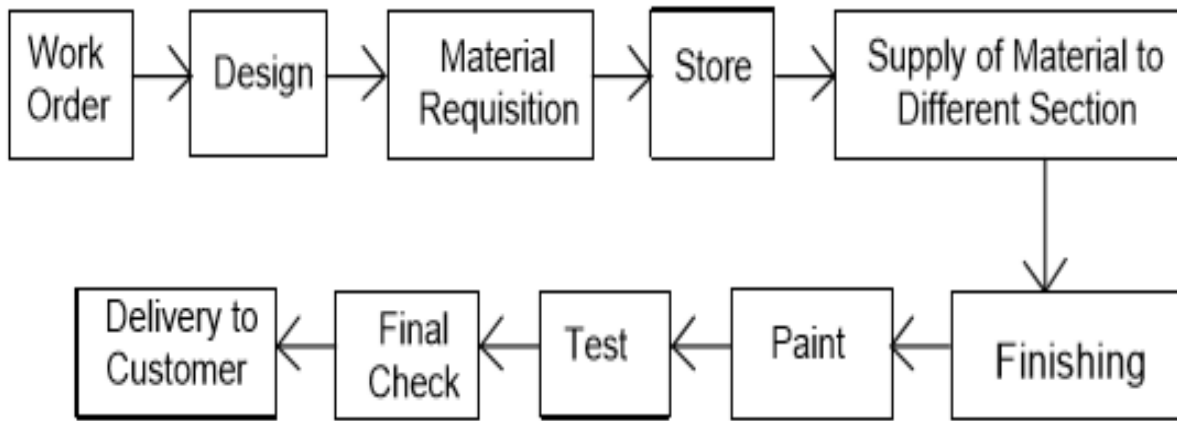 Work
Order
Design
Material
Requisition
Store
Supply of Material to
Different Section
Finishing
Paint
Test
Final
Check
Delivery to
Customer